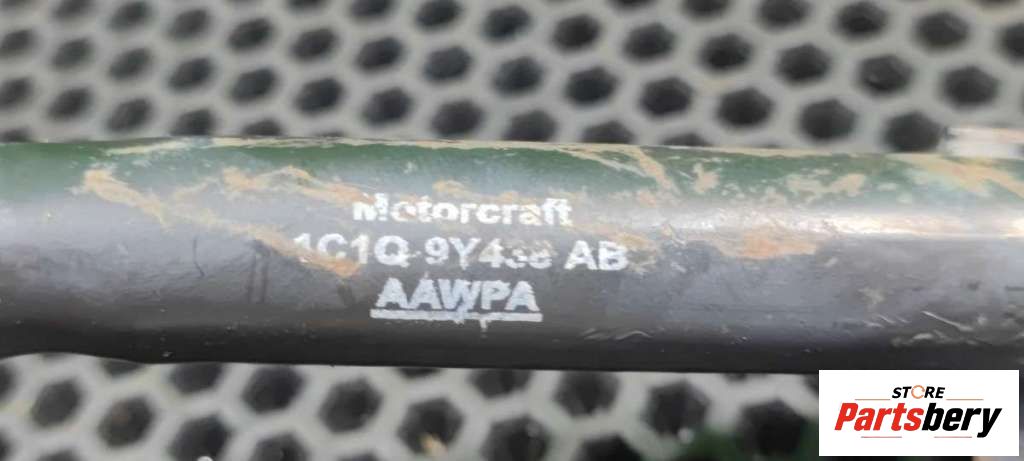 Motorcraft
1C1Q-9Y438 AB
AAWPA
STORE
Partsbery